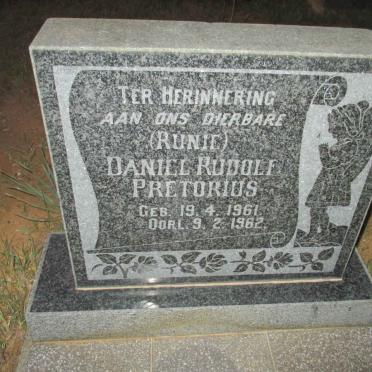 TER HERINNERING
AAN ONS DIERBARE
(RUNIE)
DANIEL RUDOLF
PRETORIUS
GEB. 19.4.1961.
OORL. 9.2.1962.